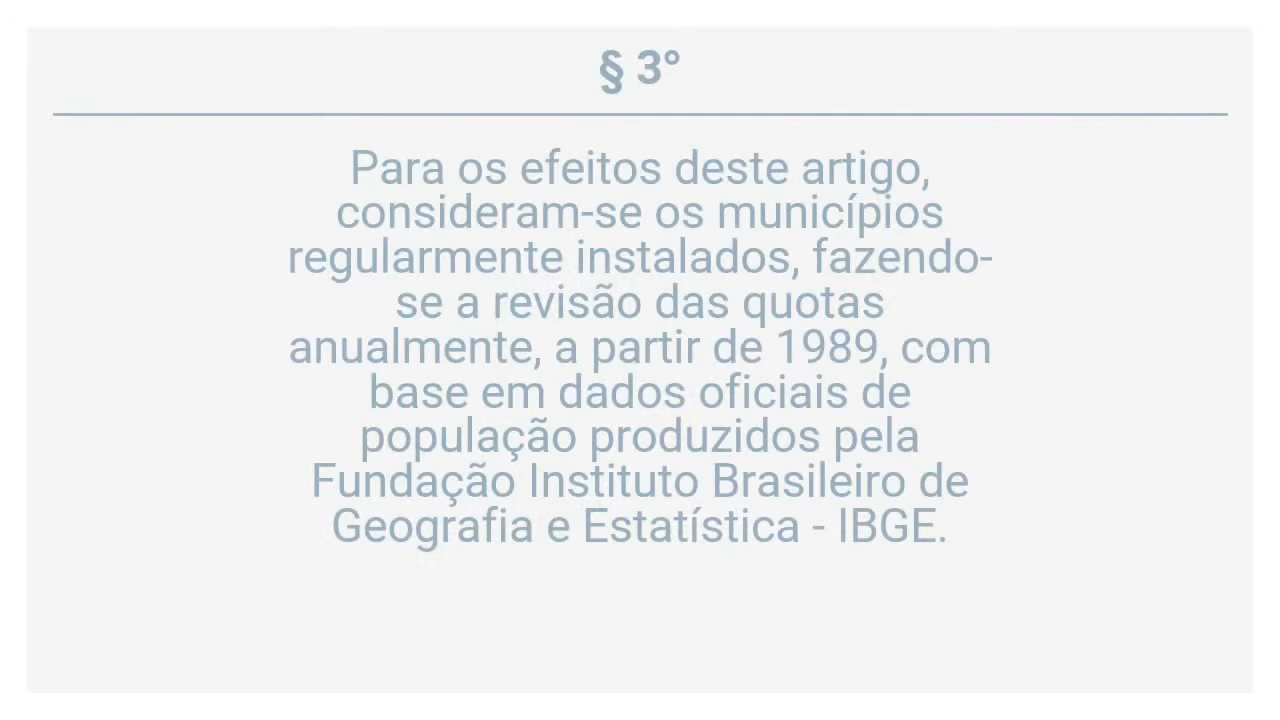 § 3°
Para os efeitos deste artigo,
consideram-se os municípios
regularmente instalados, fazendo-
se a revisão das quotas
anualmente, a partir de 1989, com
base em dados oficiais de
população produzidos pela
Fundação Instituto Brasileiro de
Geografia e Estatística - IBGE.